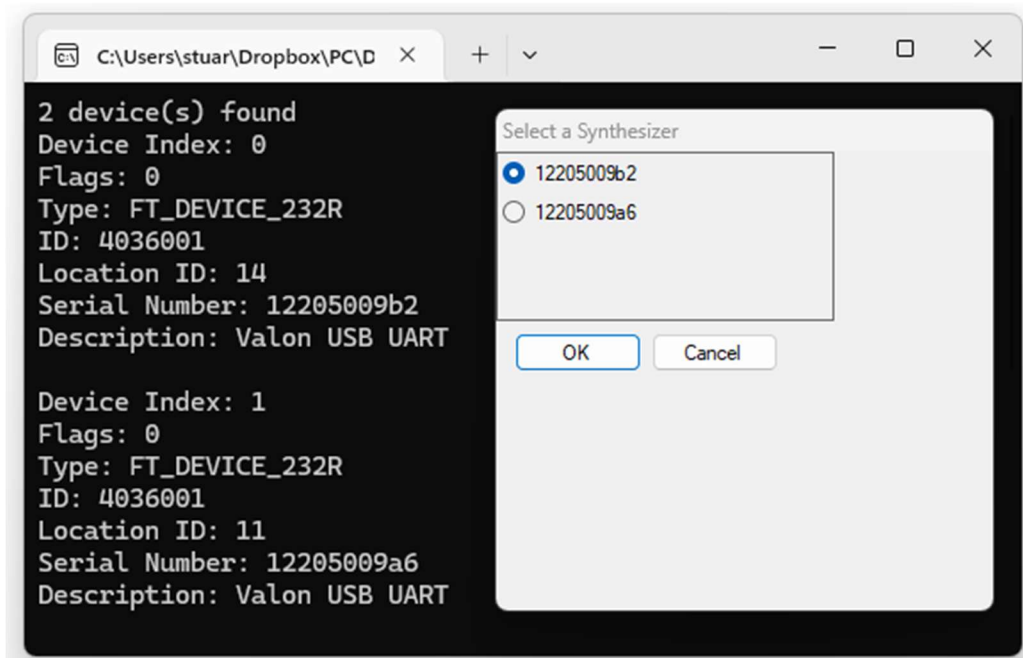 C:\Users\stuar\Dropbox\PC\D
2 device(s) found
Device Index: 0
Flags: 0
Type: FT_DEVICE_232R
ID: 4036001
Location ID: 14
Serial Number: 12205009b2
Description: Valon USB UART
Device Index: 1
Flags: 0
Type: FT_DEVICE_232R
ID: 4036001
Location ID: 11
Serial Number: 12205009a6
Description: Valon USB UART
Select a Synthesizer
12205009b2
12205009a6
OK Cancel